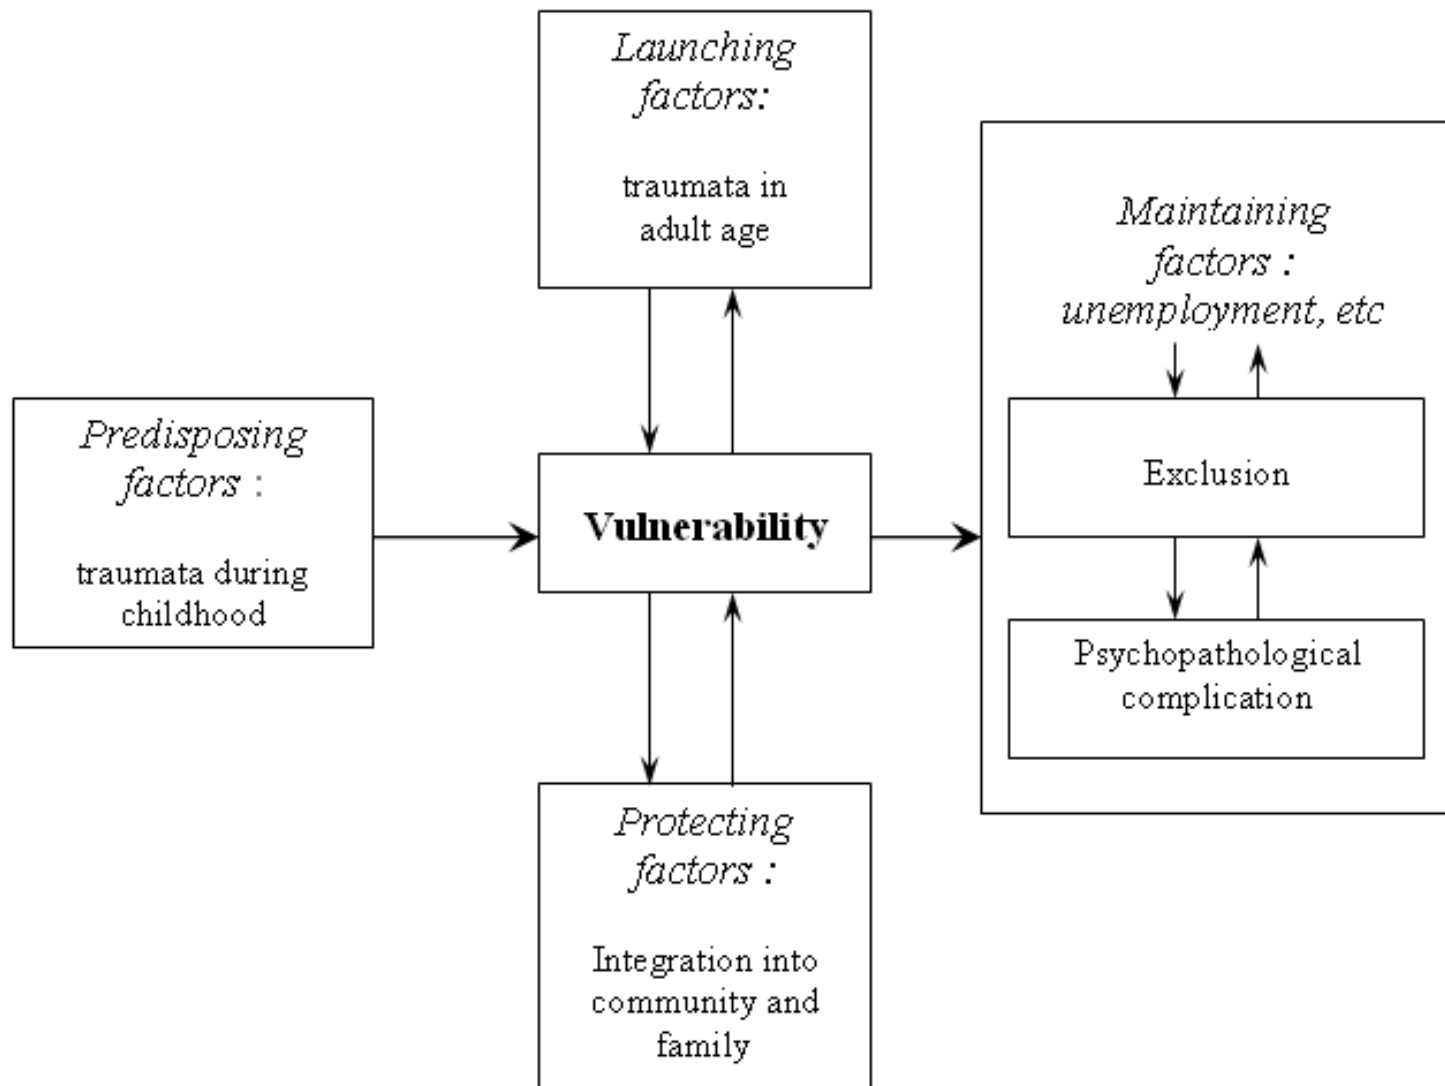 Launching
factors:
traumata in
adult age
Maintaining
factors :
unemployment, etc
Predisposing
factors :
traumata during
childhood
Vulnerability
Exclusion
Psychopathological
complication
Protecting
factors :
Integration into
community and
family